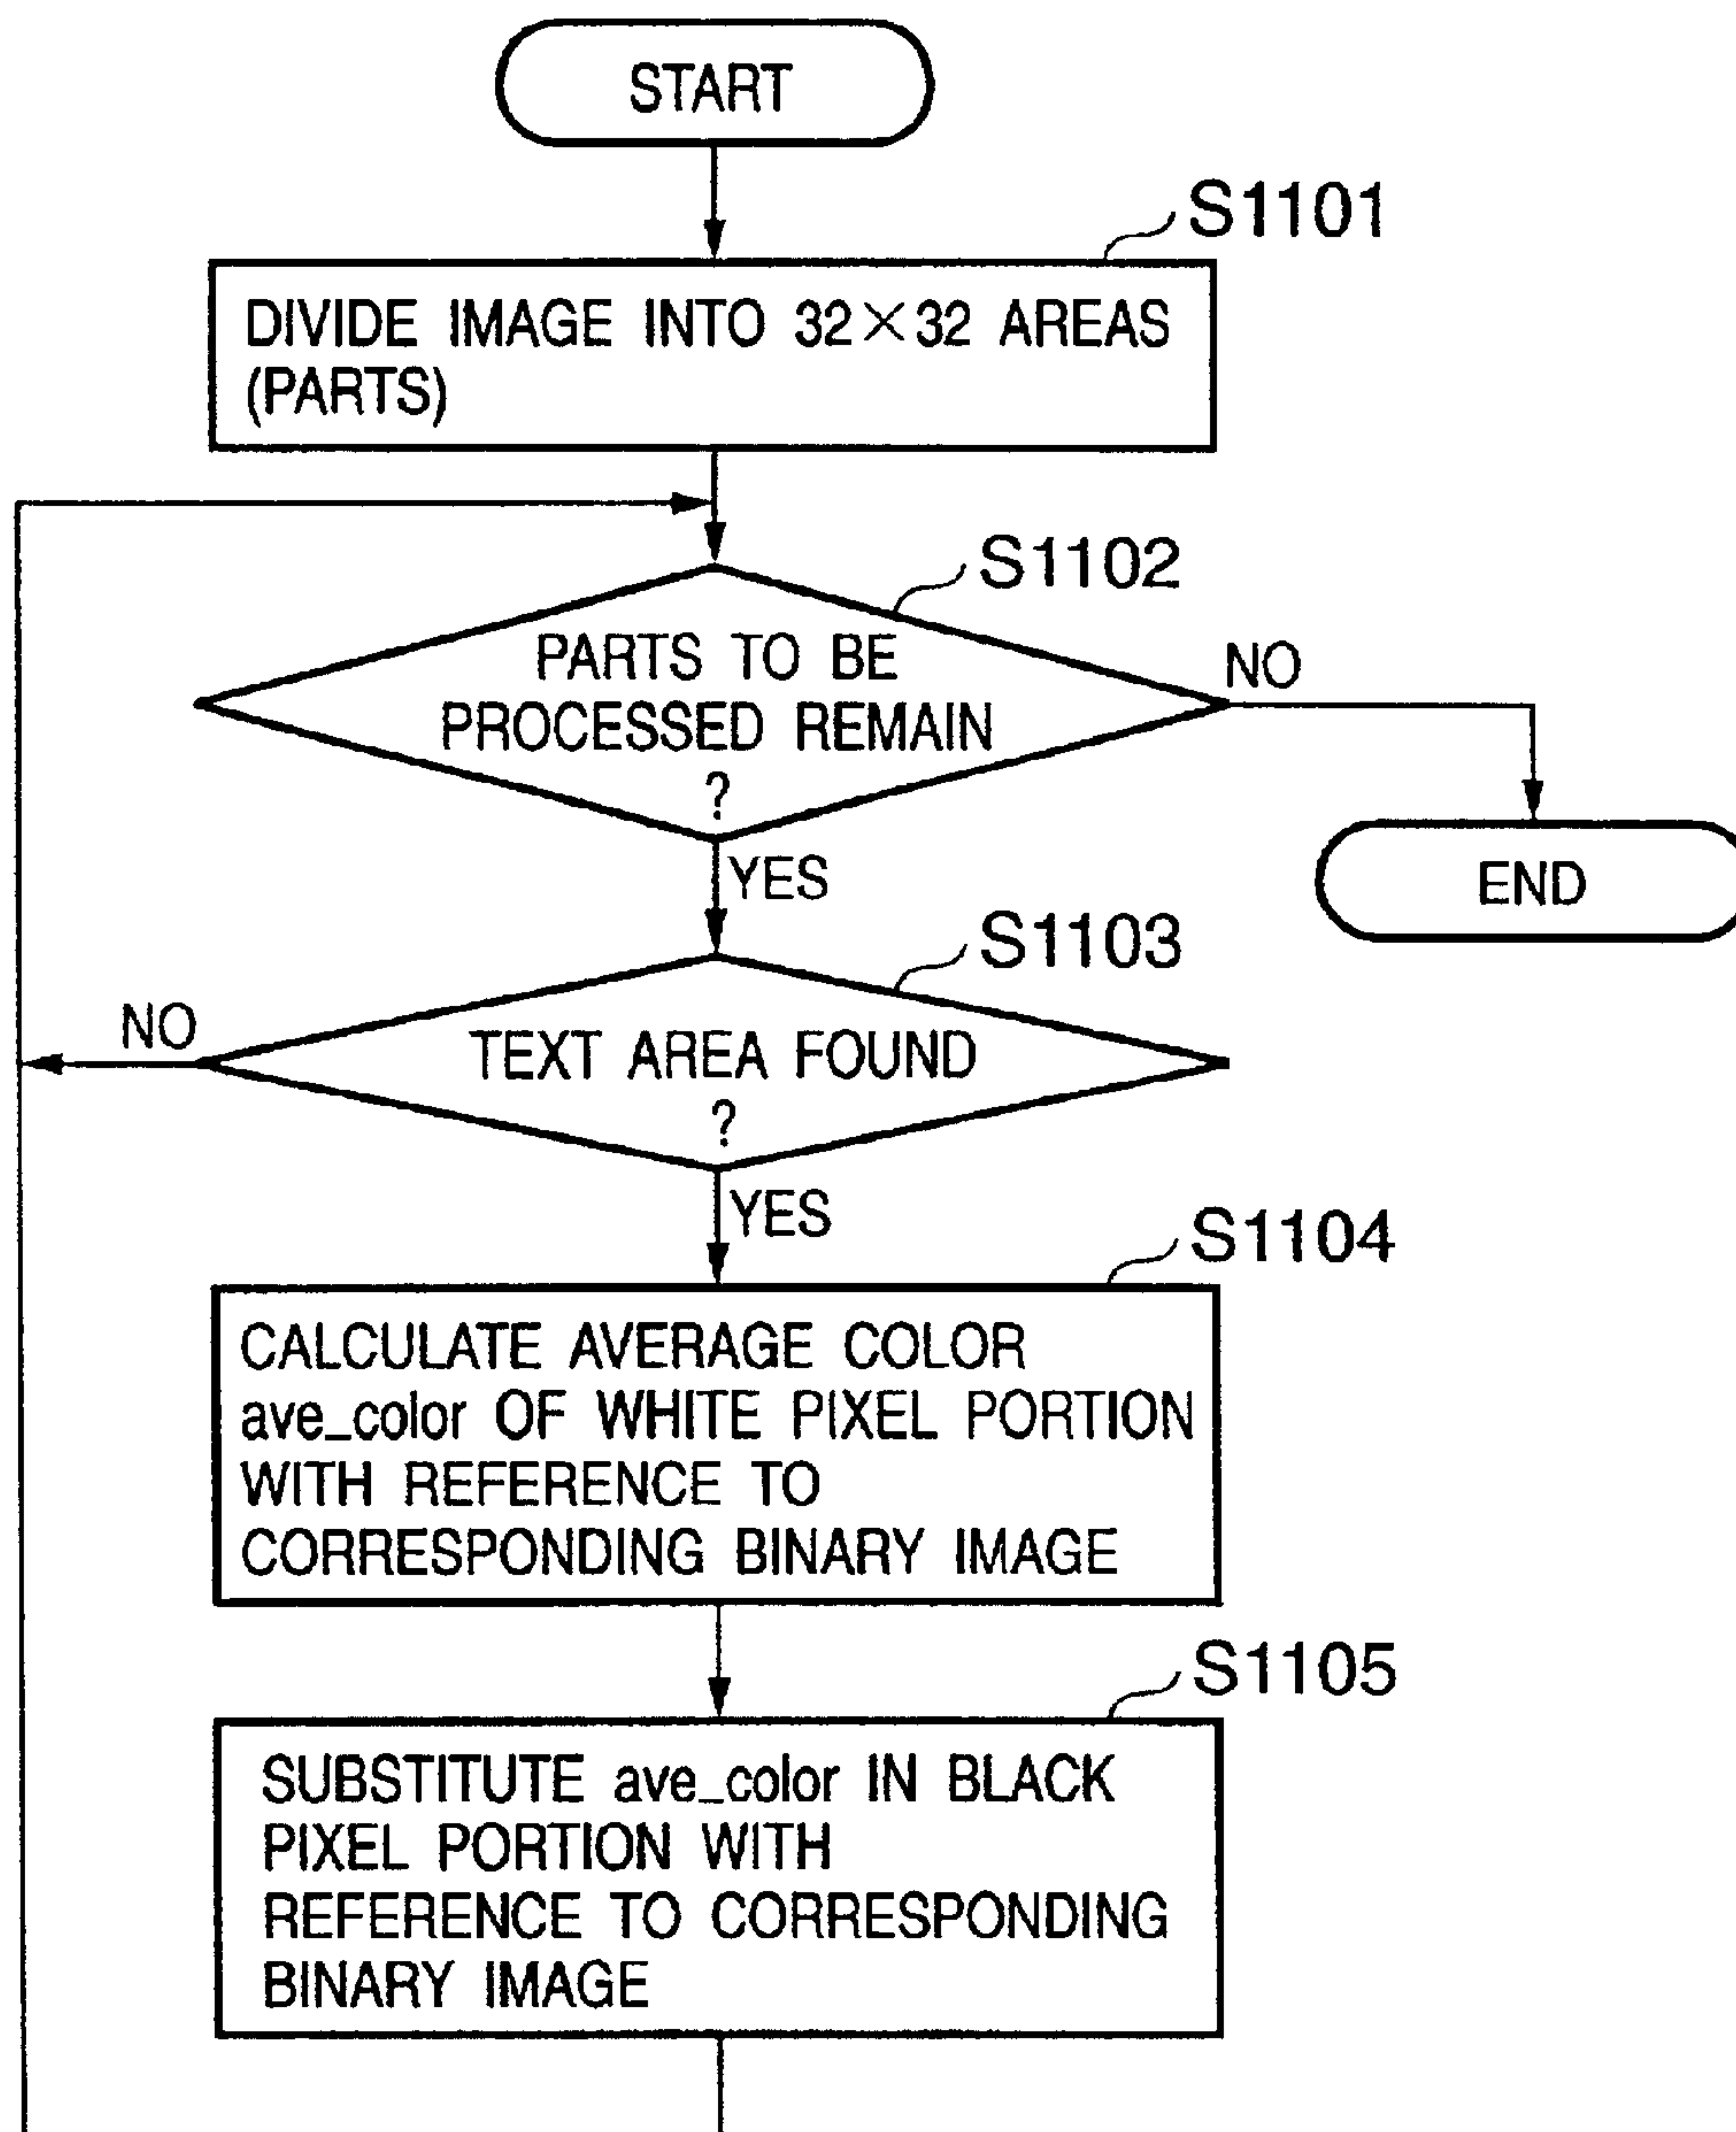 START
S1101
DIVIDE IMAGE INTO 32×32 AREAS
(PARTS)
S1102
PARTS TO BE
PROCESSED REMAIN
?
NO
END
YES
S1103
NO
TEXT AREA FOUND
?
YES
S1104
CALCULATE AVERAGE COLOR
ave_color OF WHITE PIXEL PORTION
WITH REFERENCE TO
CORRESPONDING BINARY IMAGE
S1105
SUBSTITUTE ave_color IN BLACK
PIXEL PORTION WITH
REFERENCE TO CORRESPONDING
BINARY IMAGE